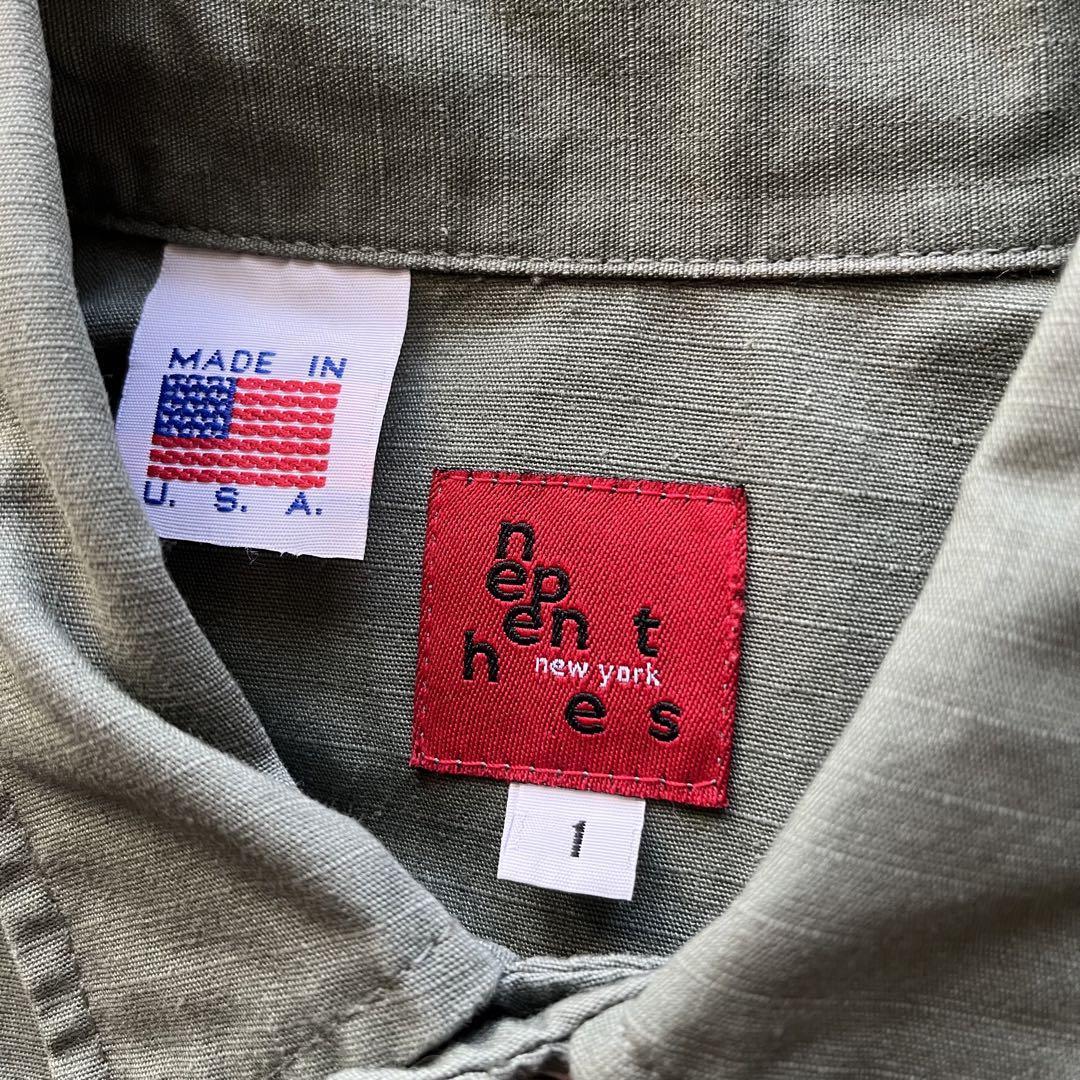 MADE IN
U. S. A.
n
ep
en t
h new york
e s
1